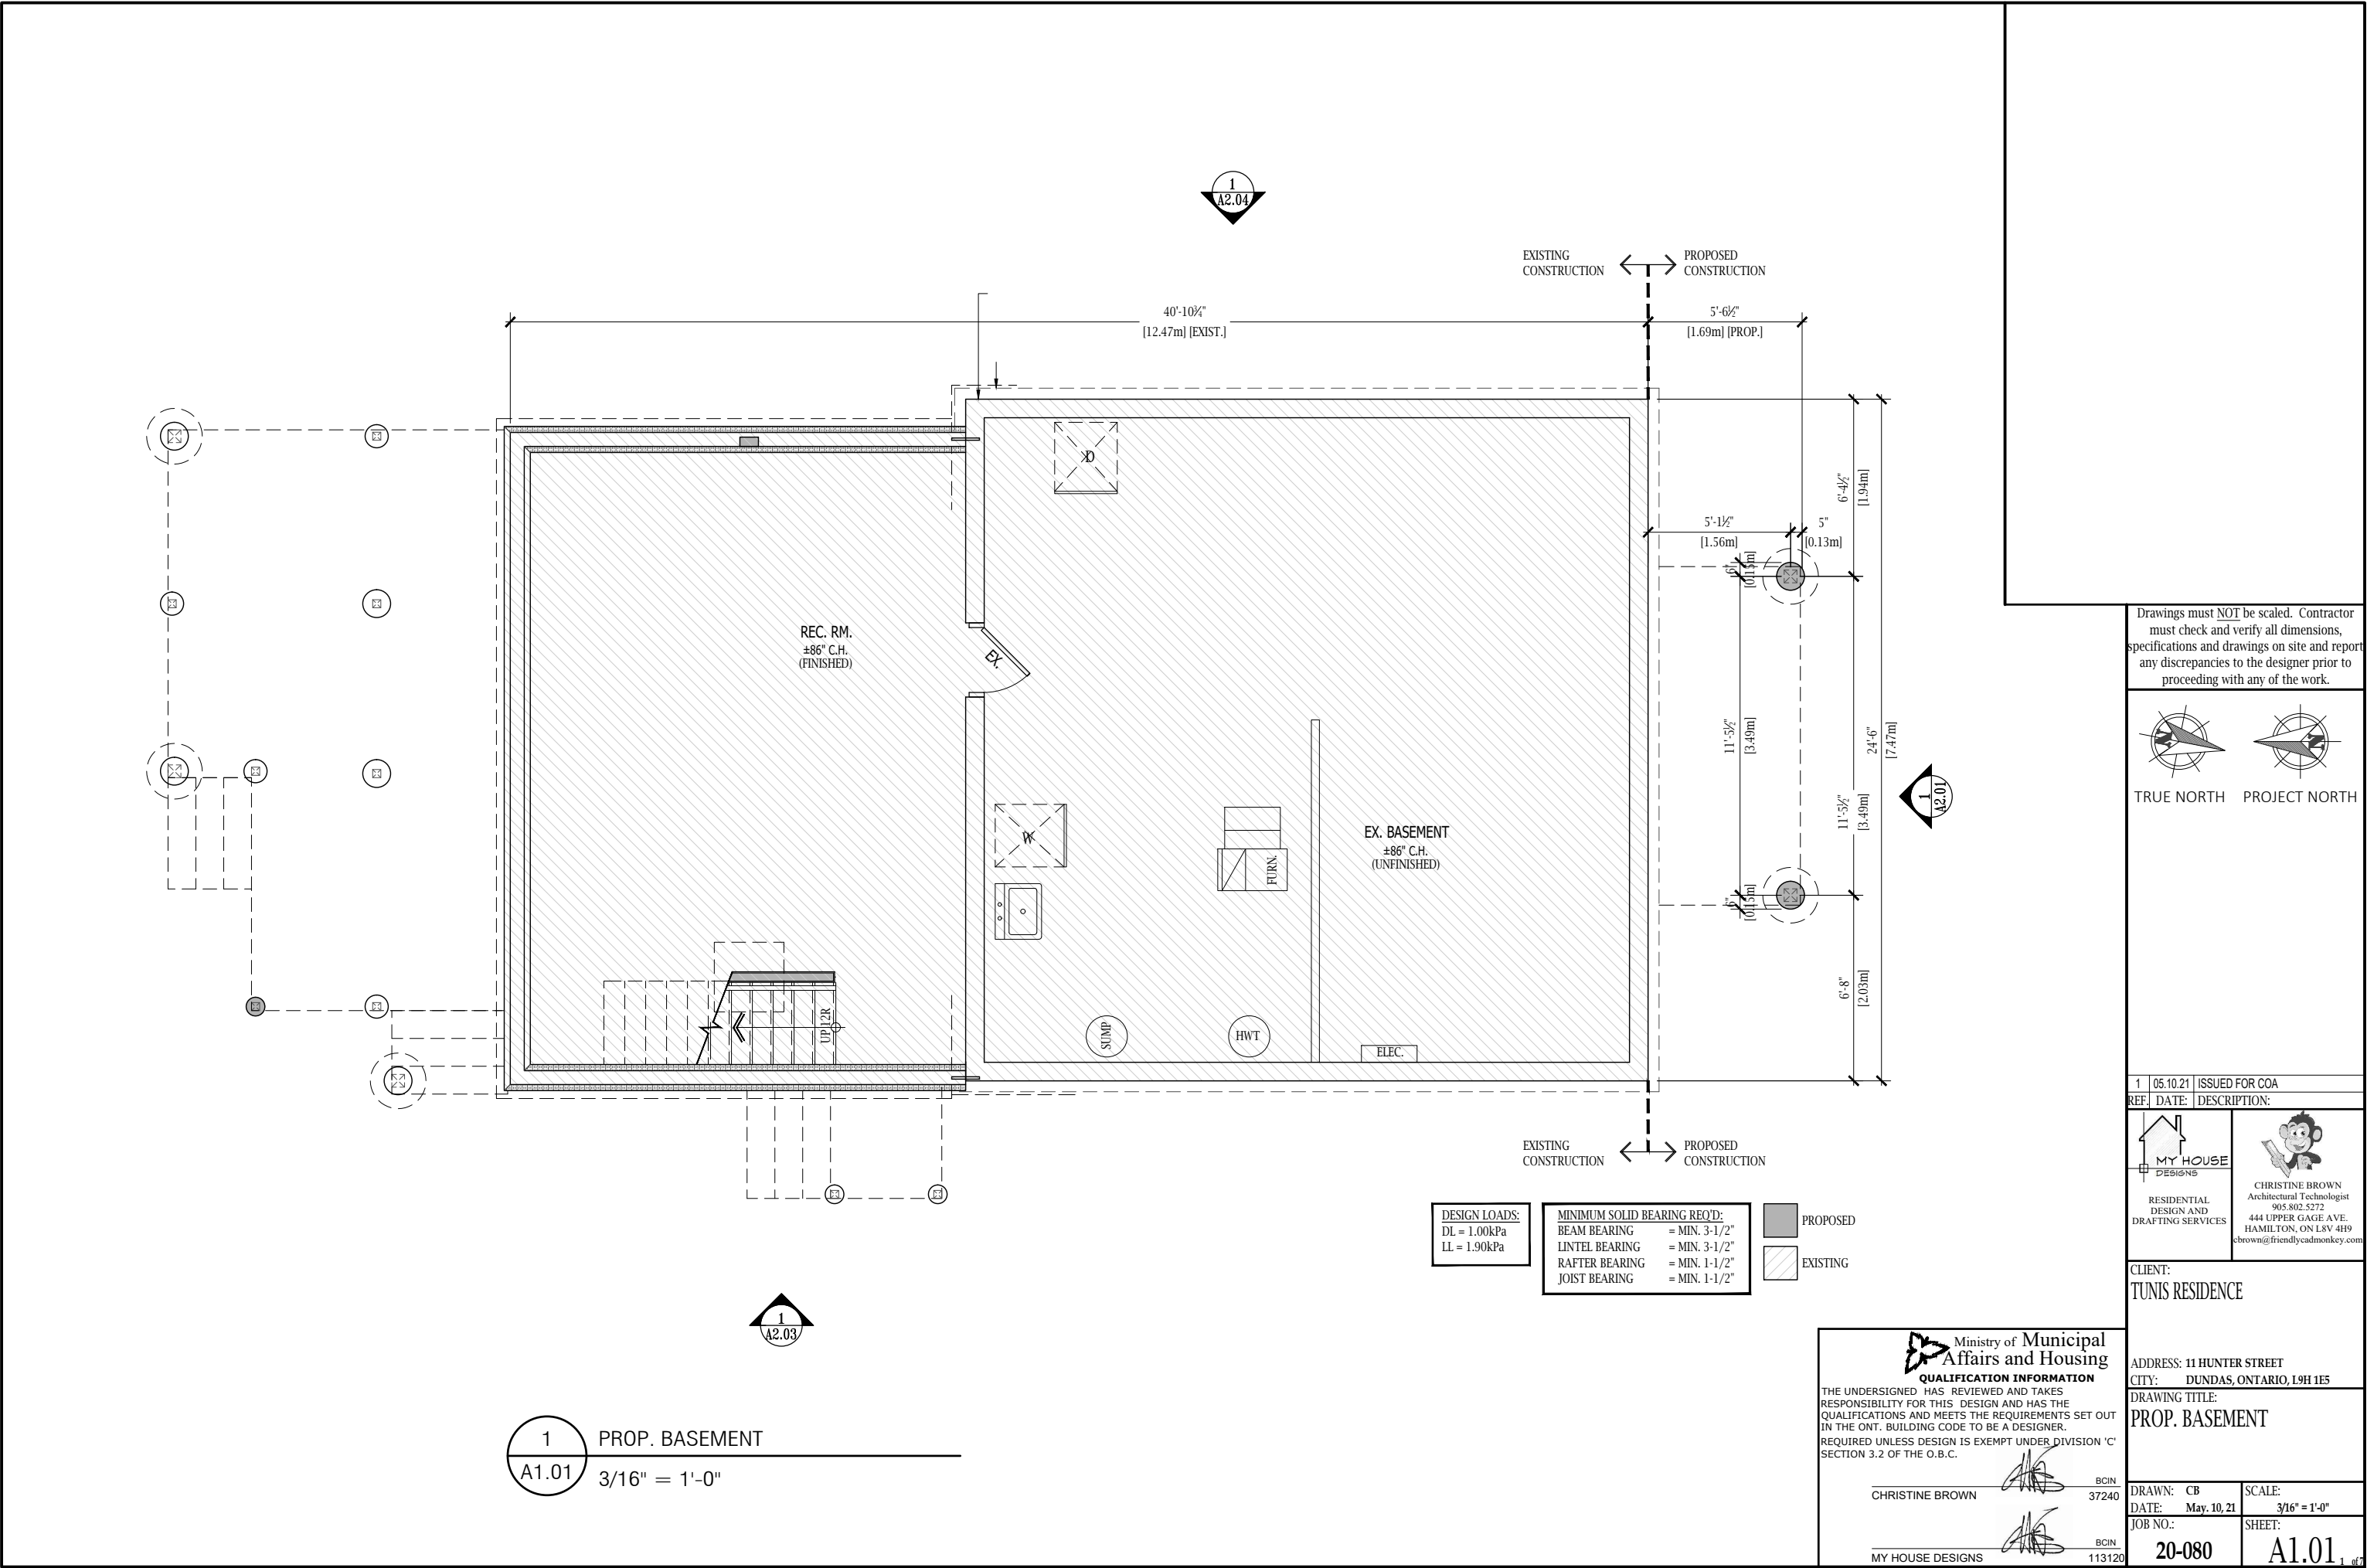 1
A2.04
EXISTING
CONSTRUCTION
PROPOSED
CONSTRUCTION
40'-10¾"
[12.47m] [EXIST.]
5'-6½"
[1.69m] [PROP.]
6'-4½"
[1.94m]
5'-1½"
[1.56m]
5"
[0.13m]
6"
[0.15m]
D
REC. RM.
±86" C.H.
(FINISHED)
EX.
11'-5½"
[3.49m]
24'-6"
[7.47m]
11'-5½"
[3.49m]
1
A2.01
W
FURN.
EX. BASEMENT
±86" C.H.
(UNFINISHED)
6"
[0.15m]
6'-8"
[2.03m]
UP 12R
SUMP
HWT
ELEC.
EXISTING
CONSTRUCTION
PROPOSED
CONSTRUCTION
DESIGN LOADS:
DL = 1.00kPa
LL = 1.90kPa
MINIMUM SOLID BEARING REQ'D:
BEAM BEARING = MIN. 3-1/2"
LINTEL BEARING = MIN. 3-1/2"
RAFTER BEARING = MIN. 1-1/2"
JOIST BEARING = MIN. 1-1/2"
PROPOSED
EXISTING
1
A2.03
1
A1.01
PROP. BASEMENT
3/16" = 1'-0"
Drawings must NOT be scaled. Contractor
must check and verify all dimensions,
specifications and drawings on site and report
any discrepancies to the designer prior to
proceeding with any of the work.
N
N
TRUE NORTH
PROJECT NORTH
1 05.10.21 ISSUED FOR COA
REF. DATE: DESCRIPTION:
MY HOUSE
DESIGNS
RESIDENTIAL
DESIGN AND
DRAFTING SERVICES
CHRISTINE BROWN
Architectural Technologist
905.802.5272
444 UPPER GAGE AVE.
HAMILTON, ON L8V 4H9
cbrown@friendlycadmonkey.com
CLIENT:
TUNIS RESIDENCE
ADDRESS: 11 HUNTER STREET
CITY: DUNDAS, ONTARIO, L9H 1E5
DRAWING TITLE:
PROP. BASEMENT
DRAWN: CB
DATE: May. 10, 21
SCALE:
3/16" = 1'-0"
JOB NO.:
20-080
SHEET:
A1.01 1 of 7
Ministry of Municipal
Affairs and Housing
QUALIFICATION INFORMATION
THE UNDERSIGNED HAS REVIEWED AND TAKES
RESPONSIBILITY FOR THIS DESIGN AND HAS THE
QUALIFICATIONS AND MEETS THE REQUIREMENTS SET OUT
IN THE ONT. BUILDING CODE TO BE A DESIGNER.
REQUIRED UNLESS DESIGN IS EXEMPT UNDER DIVISION 'C'
SECTION 3.2 OF THE O.B.C.
BCIN
CHRISTINE BROWN 37240
BCIN
MY HOUSE DESIGNS 113120